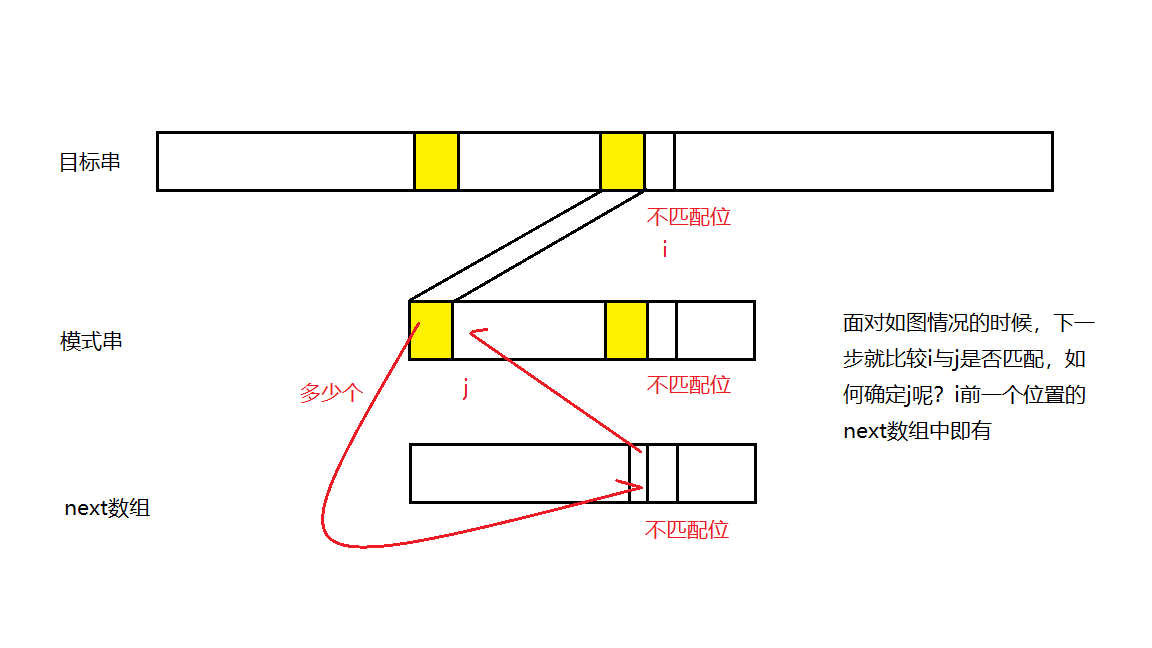 目标串
不匹配位
i
模式串
多少个
j
不匹配位
面对如图情况的时候，下一
步就比较i与j是否匹配，如
何确定j呢？i前一个位置的
next数组中即有
next数组
不匹配位